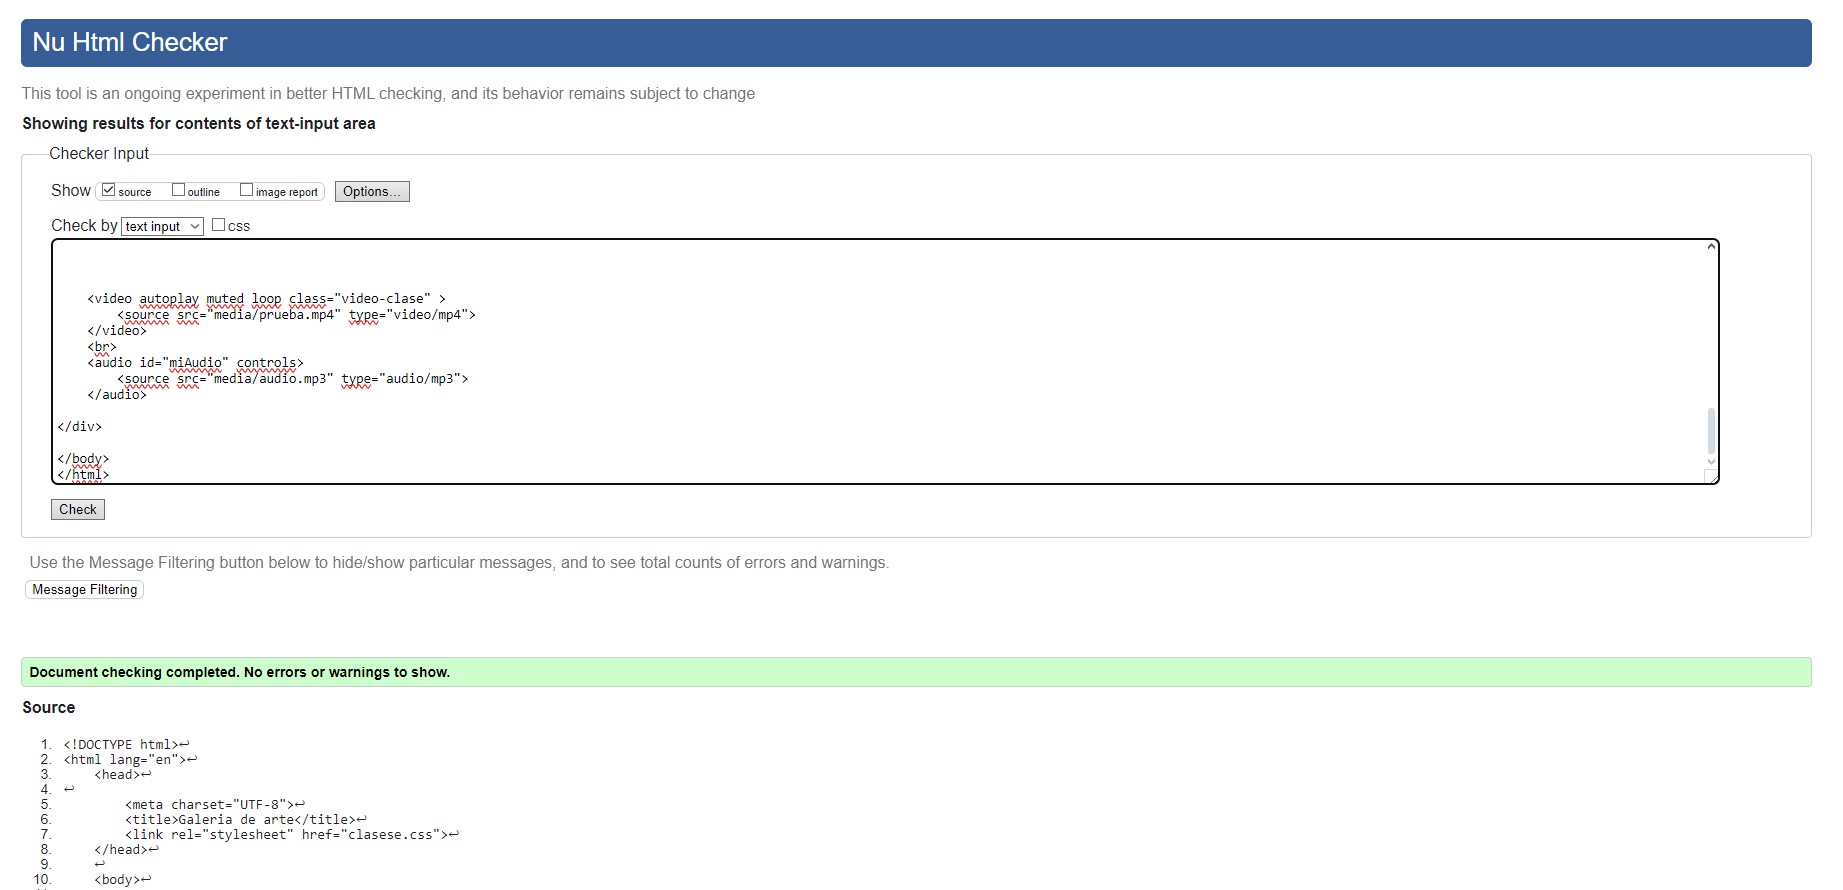 Nu Html Checker
This tool is an ongoing experiment in better HTML checking, and its behavior remains subject to change
Showing results for contents of text-input area
Checker Input
Show source outline image report Options...
Check by text input css
<video autoplay muted loop class="video-clase" >
<source src="media/prueba.mp4" type="video/mp4">
</video>
<br>
<audio id="miAudio" controls>
<source src="media/audio.mp3" type="audio/mp3">
</audio>
</div>
</body>
</html>
Check
Use the Message Filtering button below to hide/show particular messages, and to see total counts of errors and warnings.
Message Filtering
Document checking completed. No errors or warnings to show.
Source
1. <!DOCTYPE html>↩
2. <html lang="en">↩
3. <head>↩
4. ↩
5. <meta charset="UTF-8">↩
6. <title>Galeria de arte</title>↩
7. <link rel="stylesheet" href="clasese.css">↩
8. </head>↩
9. ↩
10. <body>↩